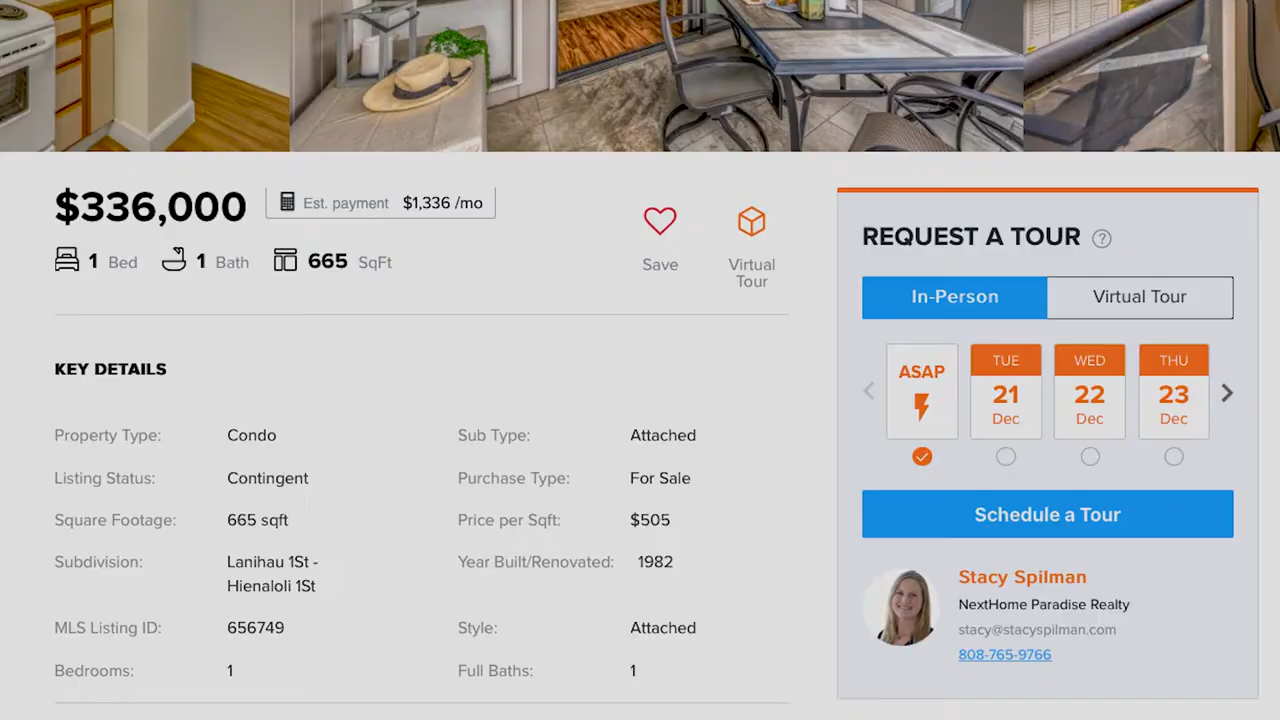 $336,000
Est. payment $1,336 /mo
1 Bed 1 Bath 665 SqFt
Save
Virtual
Tour
KEY DETAILS
Property Type: Condo Sub Type: Attached
Listing Status: Contingent Purchase Type: For Sale
Square Footage: 665 sqft Price per Sqft: $505
Subdivision: Lanihau 1St - Year Built/Renovated: 1982
Hienaloli 1St
MLS Listing ID: 656749 Style: Attached
Bedrooms: 1 Full Baths: 1
REQUEST A TOUR ?
In-Person Virtual Tour
ASAP TUE WED THU
21 22 23
Dec Dec Dec
Schedule a Tour
Stacy Spilman
NextHome Paradise Realty
stacy@stacyspilman.com
808-765-9766